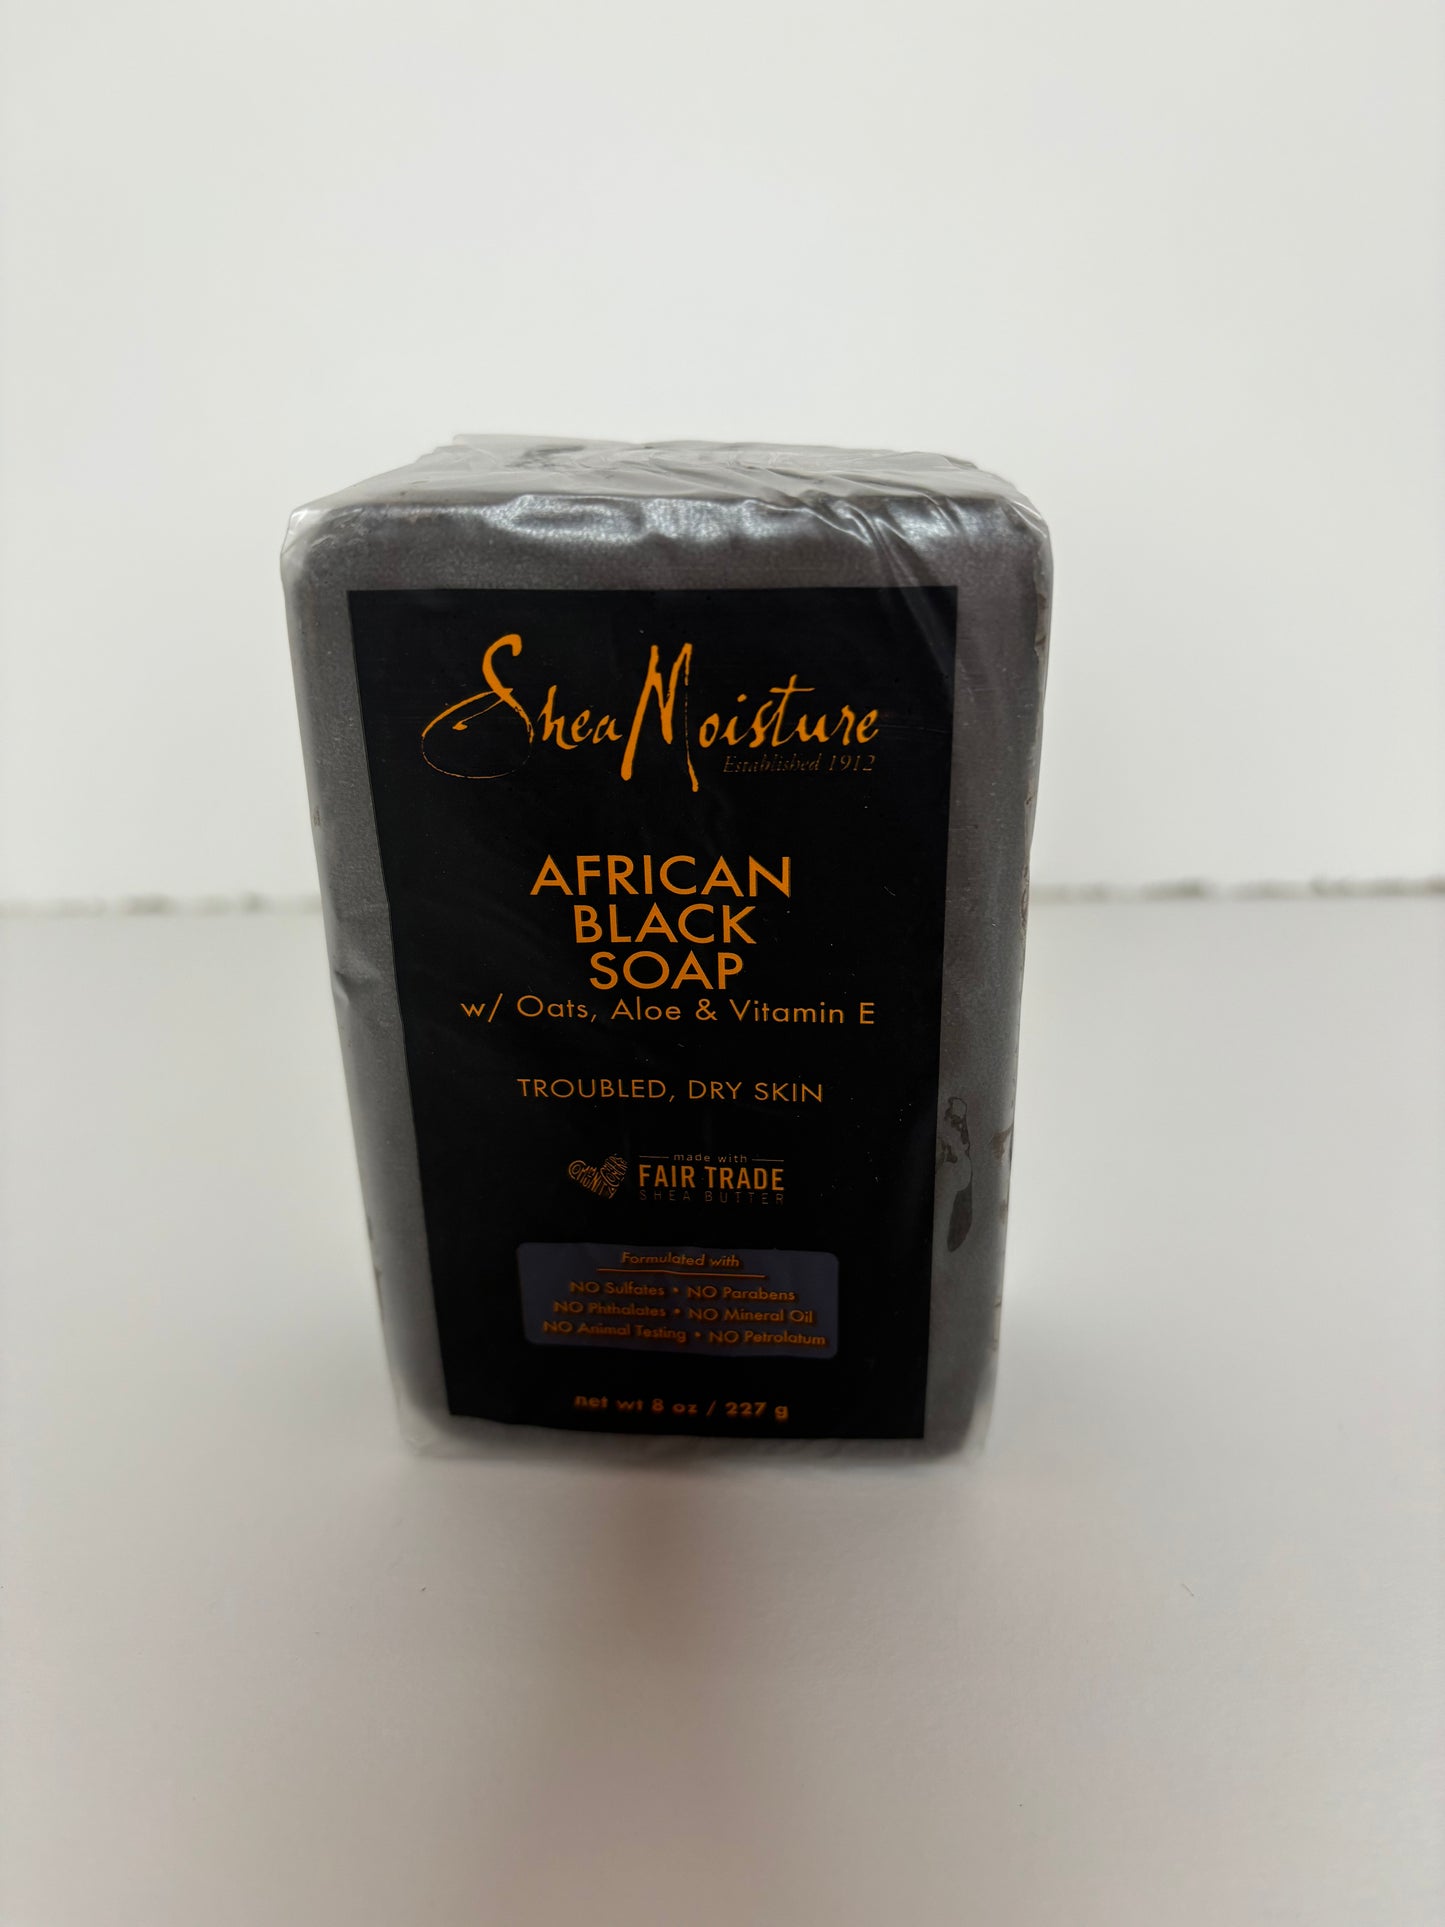 SheaMoisture
Established 1912
AFRICAN
BLACK
SOAP
w/ Oats, Aloe & Vitamin E
TROUBLED, DRY SKIN
made with
FAIR TRADE
SHEA BUTTER
Formulated with
NO Sulfates • NO Parabens
NO Phthalates • NO Mineral Oil
NO Animal Testing • NO Petrolatum
net wt 8 oz / 227 g